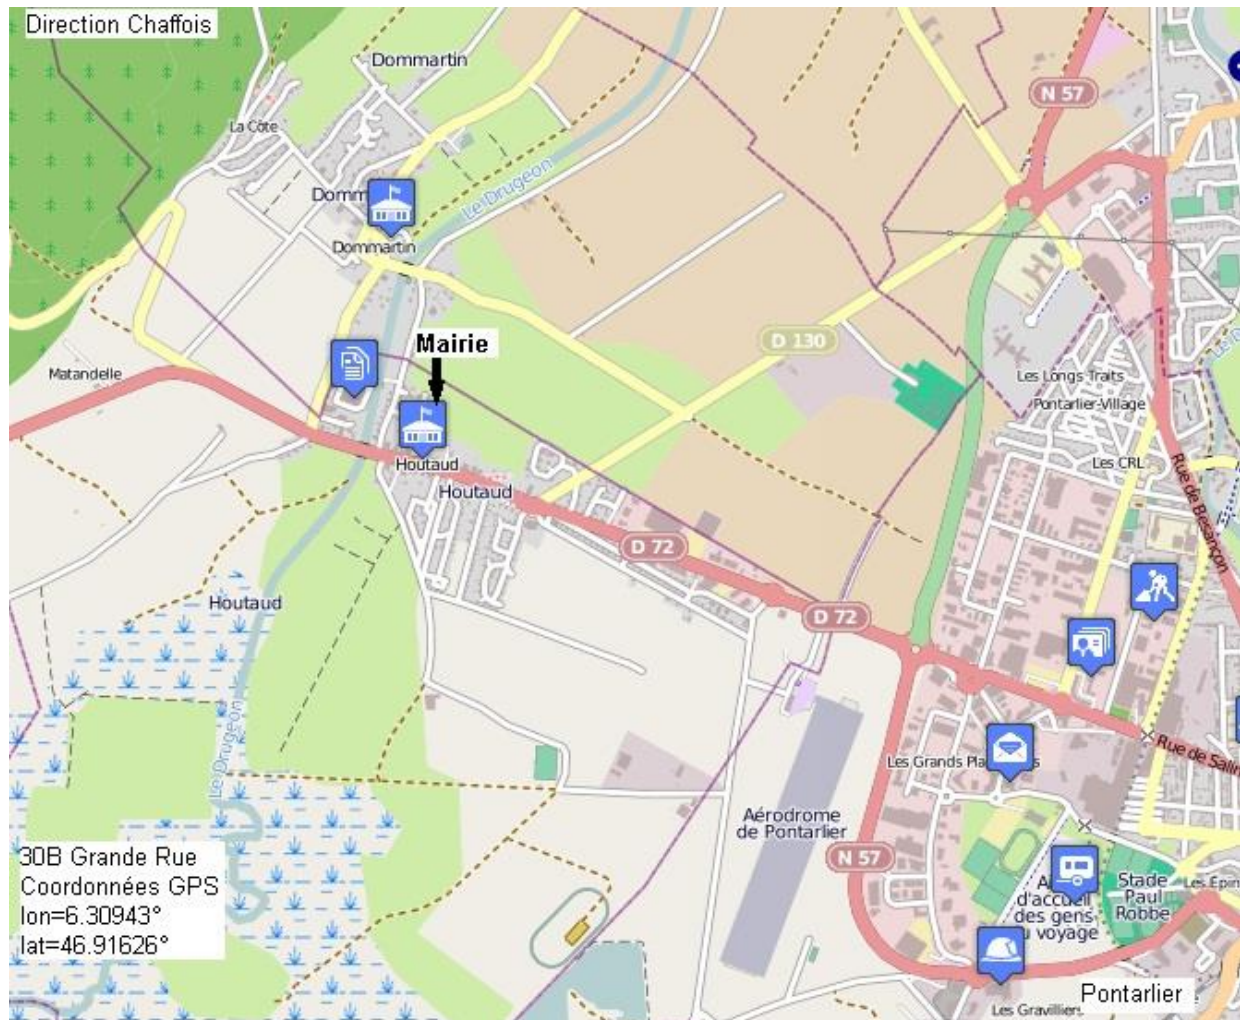 Direction Chaffois
Dommartin
N 57
La Côte
Le Drugeon
Dommartin
D 130
Mairie
Matandelle
Les Longs Traits
Pontarlier-Village
Houtaud
Les CRL
Houtaud
Rue de Besançon
D 72
Houtaud
D 72
Le Drugeon
Rue de Salin
Les Grands Pla
Aérodrome
de Pontarlier
30B Grande Rue
Coordonnées GPS
lon=6.30943°
lat=46.91626°
N 57
d'accueil
des gens
du voyage
Stade
Paul
Robbe
Les Epin
Pontarlier
Les Gravilliers